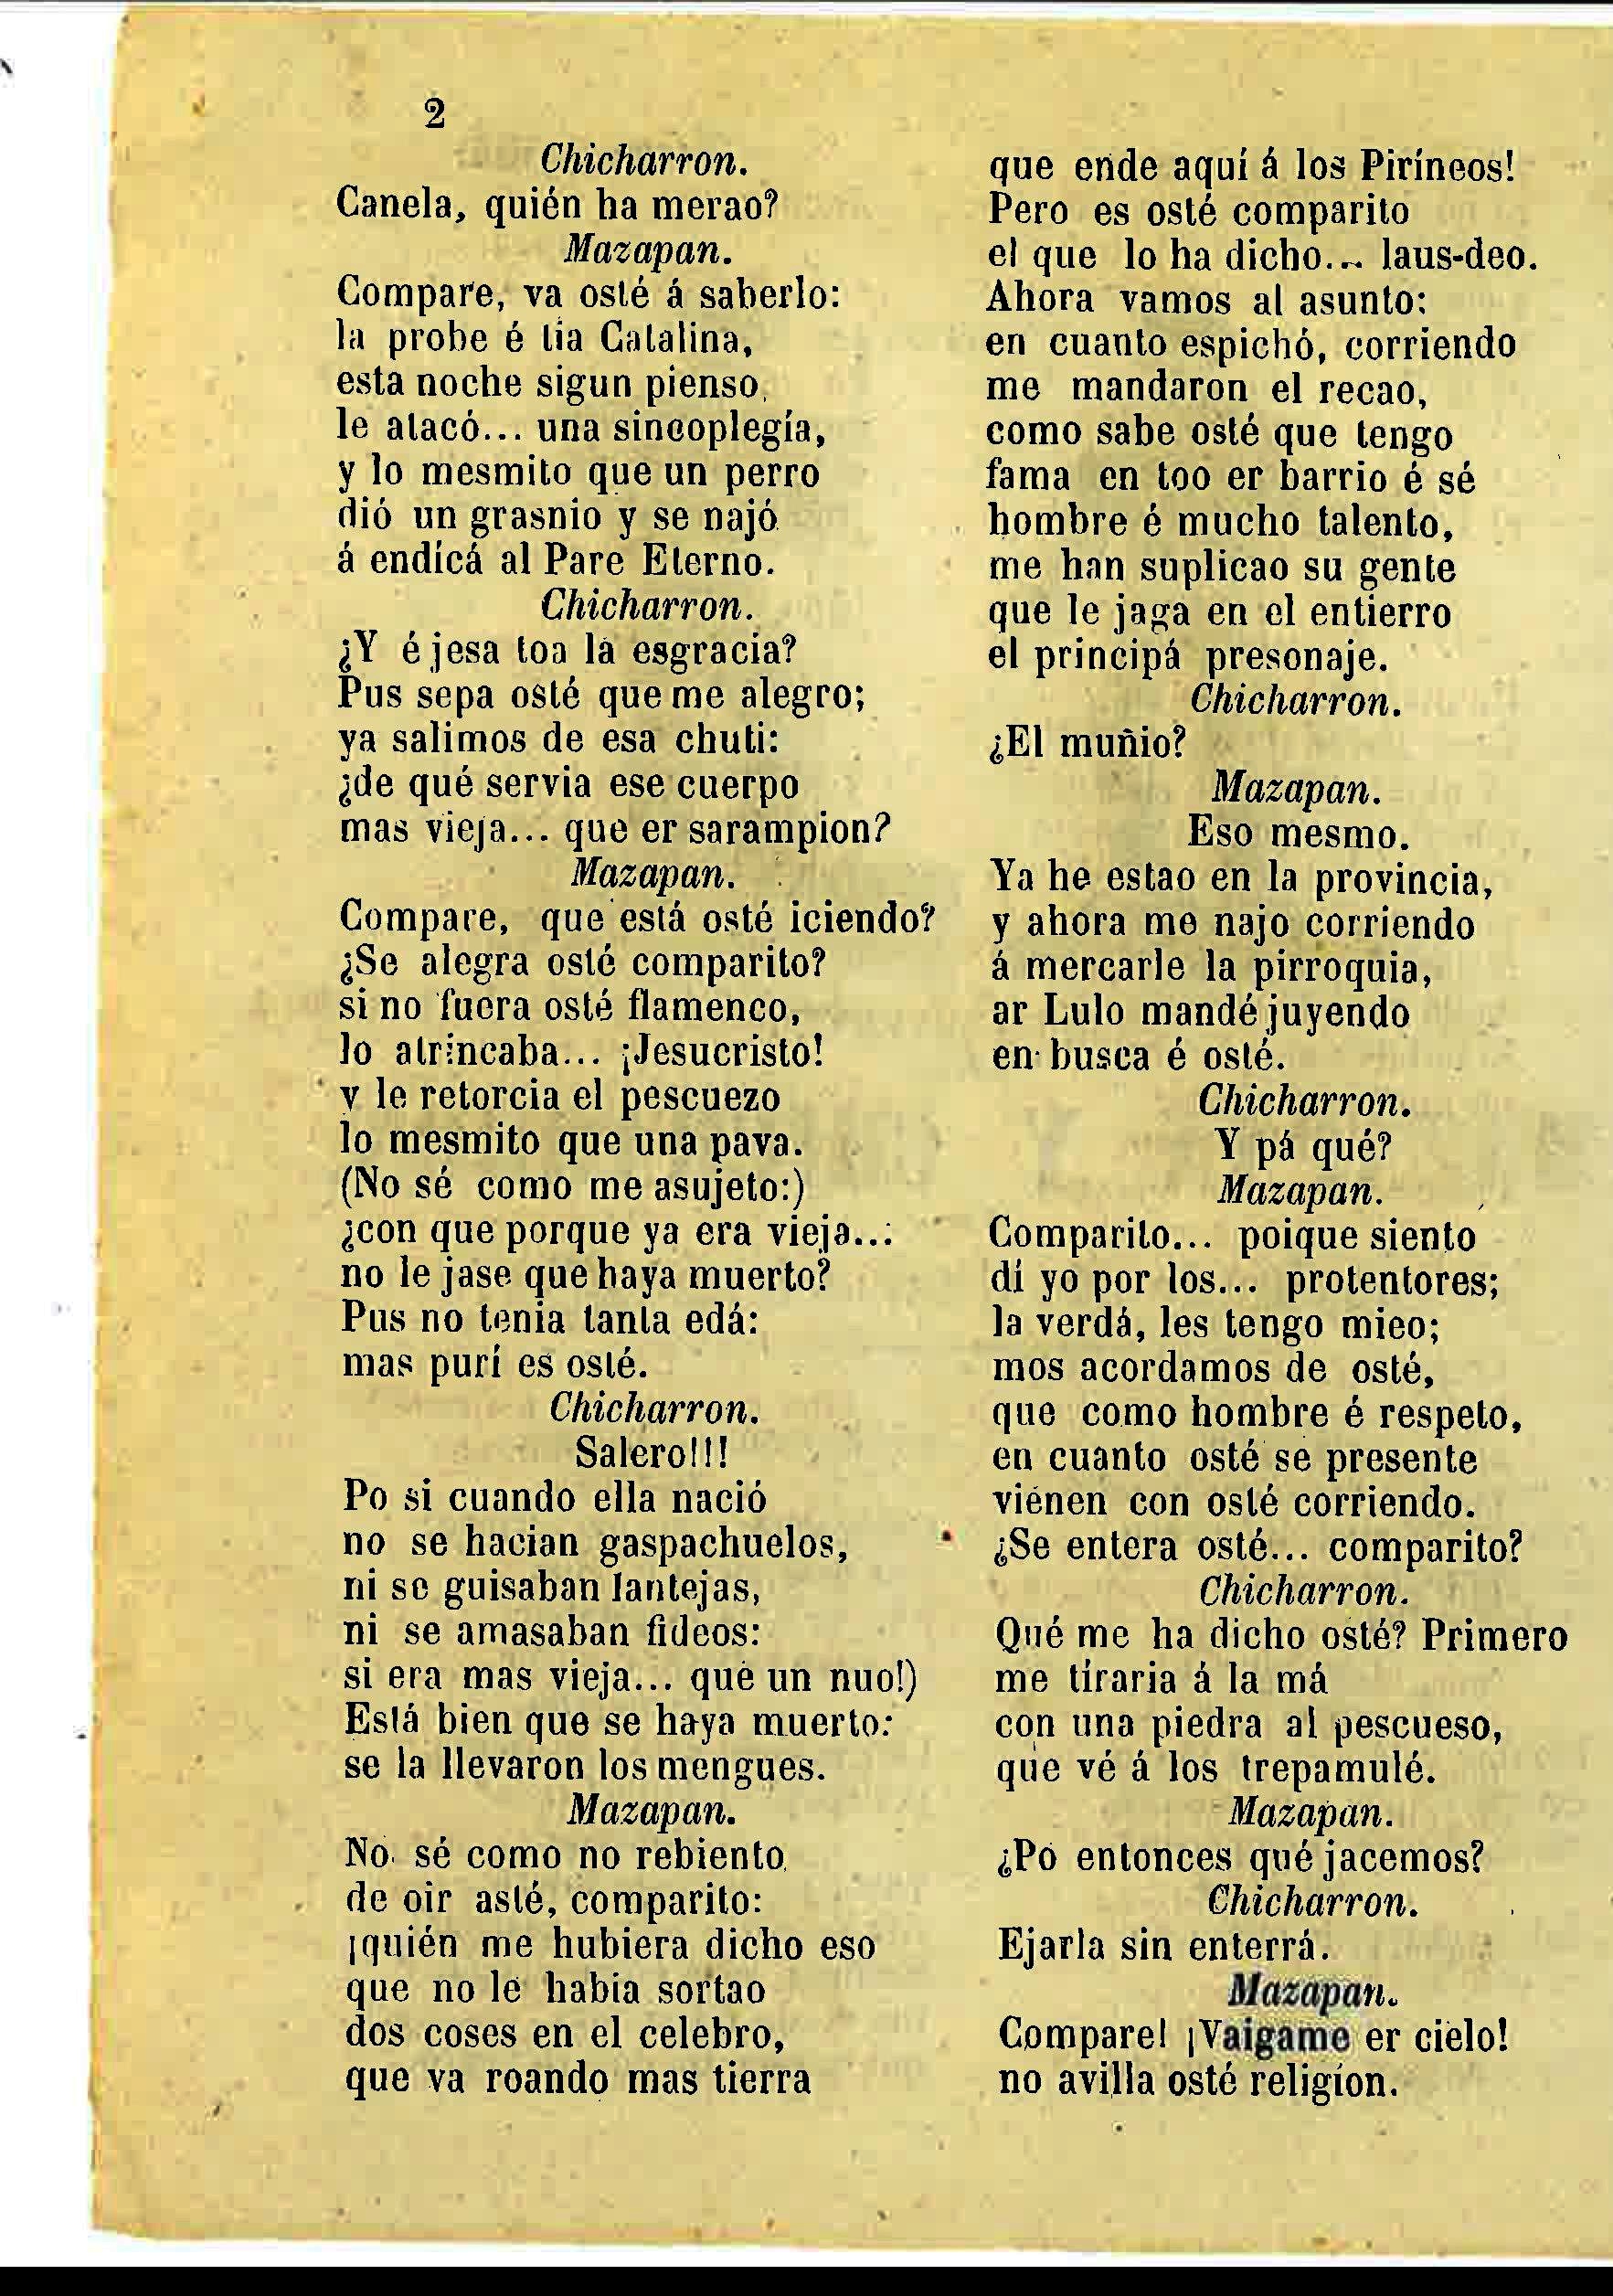 2
Chicharron.
Canela, quién ha merao?
Mazapan.
Compare, va osté á saberlo:
la probe é tia Catalina,
esta noche sigun pienso,
le atacó... una sincoplegía,
y lo mesmito que un perro
dió un grasnio y se najó
á endicá al Pare Eterno.
Chicharron.
¿Y é jesa toa la esgracia?
Pus sepa osté que me alegro;
ya salimos de esa chuti:
¿de qué servia ese cuerpo
mas vieja... que er sarampion?
Mazapan.
Compare, que está osté iciendo?
¿Se alegra osté comparito?
si no fuera osté flamenco,
lo atrincaba... ¡Jesucristo!
y le retorcia el pescuezo
lo mesmito que una pava.
(No sé como me asujeto:)
¿con que porque ya era vieja...
no le jase que haya muerto?
Pus no tenia tanta edá:
mas purí es osté.
Chicharron.
Salero!!!
Po si cuando ella nació
no se hacian gaspachuelos,
ni se guisaban lantejas,
ni se amasaban fideos:
si era mas vieja... que un nuo!)
Está bien que se haya muerto:
se la llevaron los mengues.
Mazapan.
No sé como no rebiento
de oir asté, comparito:
¡quién me hubiera dicho eso
que no le habia sortao
dos coses en el celebro,
que va roando mas tierra
que ende aquí á los Piríneos!
Pero es osté comparito
el que lo ha dicho... laus-deo.
Ahora vamos al asunto:
en cuanto espichó, corriendo
me mandaron el recao,
como sabe osté que tengo
fama en too er barrio é sé
hombre é mucho talento,
me han suplicao su gente
que le jaga en el entierro
el principá presonaje.
Chicharron.
¿El muñio?
Mazapan.
Eso mesmo.
Ya he estao en la provincia,
y ahora me najo corriendo
á mercarle la pirroquia,
ar Lulo mandé juyendo
en busca é osté.
Chicharron.
Y pá qué?
Mazapan.
Comparito... poique siento
dí yo por los... protentores;
la verdá, les tengo mieo;
mos acordamos de osté,
que como hombre é respeto,
en cuanto osté se presente
vienen con osté corriendo.
¿Se entera osté... comparito?
Chicharron.
Qué me ha dicho osté? Primero
me tiraria á la má
con una piedra al pescueso,
que vé á los trepamulé.
Mazapan.
¿Po entonces qué jacemos?
Chicharron.
Ejarla sin enterrá.
Mazapan.
Compare! ¡Vaigame er cielo!
no avilla osté religion.